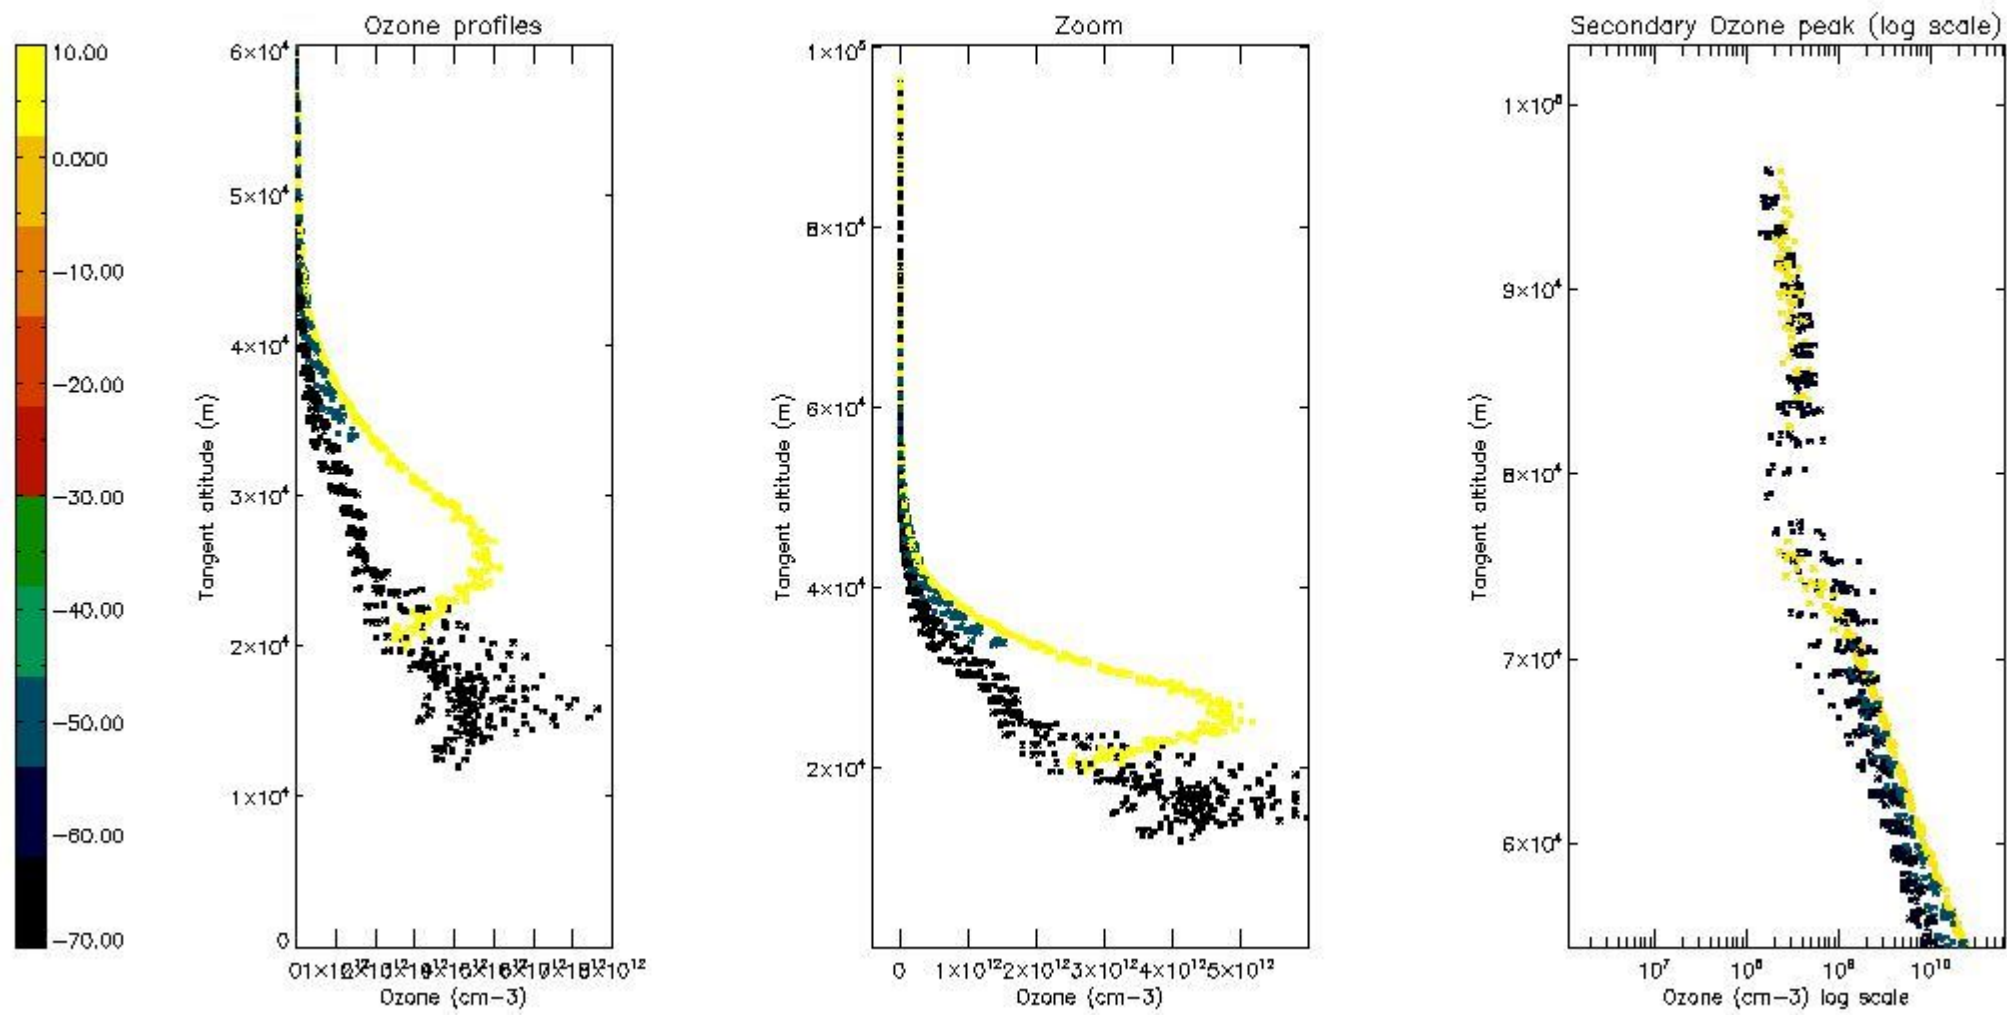 Ozone profiles
Zoom
Secondary Ozone peak (log scale)
10.00
0.000
-10.00
-20.00
-30.00
-40.00
-50.00
-60.00
-70.00
6×10⁴
5×10⁴
4×10⁴
3×10⁴
2×10⁴
1×10⁴
0
Tangent altitude (m)
Ozone (cm-3)
1×10⁵
8×10⁴
6×10⁴
4×10⁴
2×10⁴
Tangent altitude (m)
0 1×10¹² 2×10¹² 3×10¹² 4×10¹² 5×10¹²
Ozone (cm-3)
9×10⁴
8×10⁴
7×10⁴
6×10⁴
Tangent altitude (m)
10⁷ 10⁸ 10⁹ 10¹⁰
Ozone (cm-3) log scale